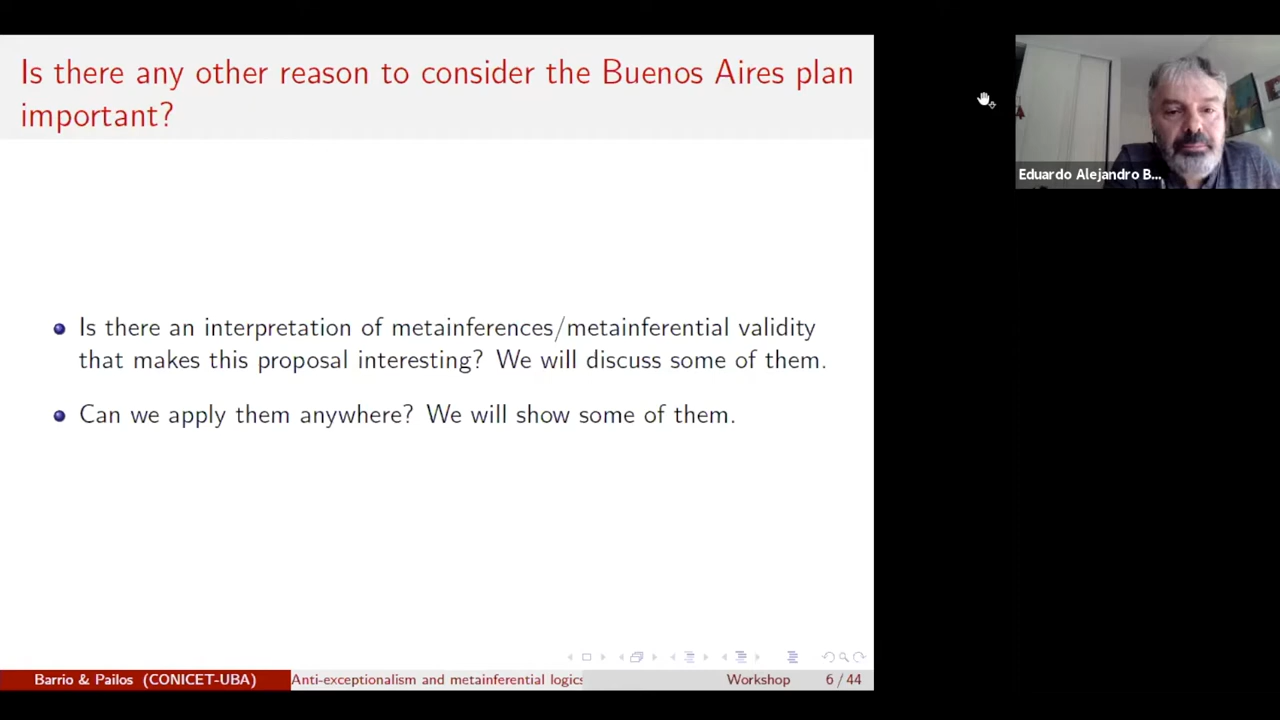 Is there any other reason to consider the Buenos Aires plan
important?
Eduardo Alejandro B...
Is there an interpretation of metainferences/metainferential validity
that makes this proposal interesting? We will discuss some of them.
Can we apply them anywhere? We will show some of them.
Barrio & Pailos (CONICET-UBA)
Anti-exceptionalism and metainferential logics
Workshop
6 / 44